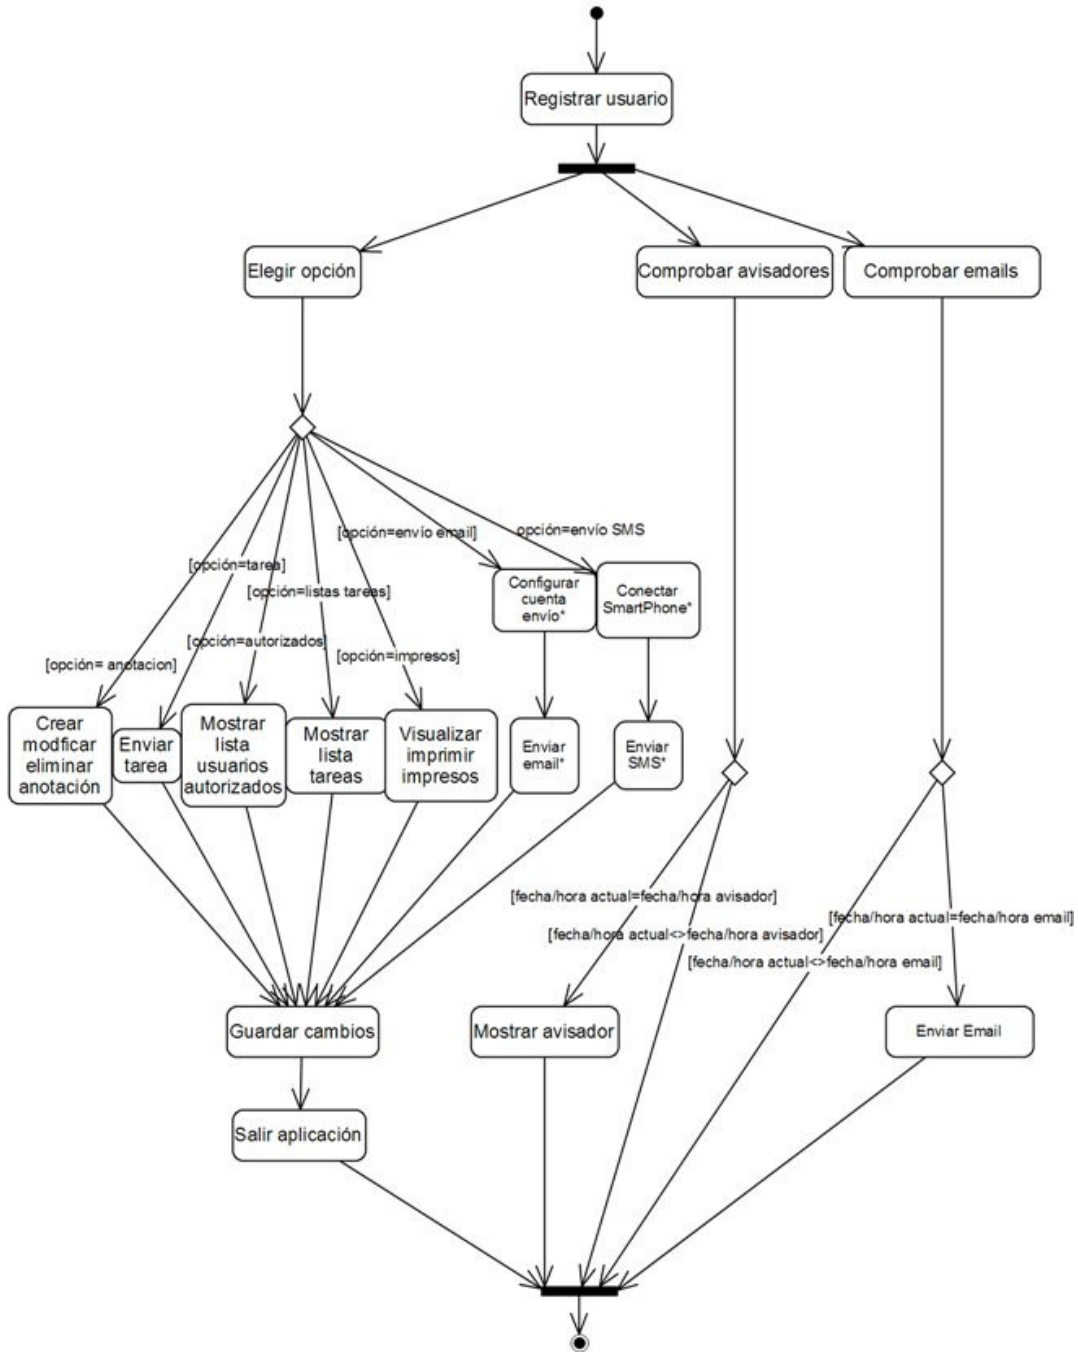 Registrar usuario
Elegir opción
Comprobar avisadores
Comprobar emails
[opción=envío email]
opción=envío SMS
[opción=tarea]
[opción=listas tareas]
[opción=autorizados]
[opción=impresos]
[opción= anotacion]
Configurar
cuenta
envío*
Conectar
SmartPhone*
Crear
modficar
eliminar
anotación
Enviar
tarea
Mostrar
lista
usuarios
autorizados
Mostrar
lista
tareas
Visualizar
imprimir
impresos
Enviar
email*
Enviar
SMS*
[fecha/hora actual=fecha/hora avisador]
[fecha/hora actual=fecha/hora email]
[fecha/hora actual<>fecha/hora avisador]
[fecha/hora actual<>fecha/hora email]
Guardar cambios
Mostrar avisador
Enviar Email
Salir aplicación